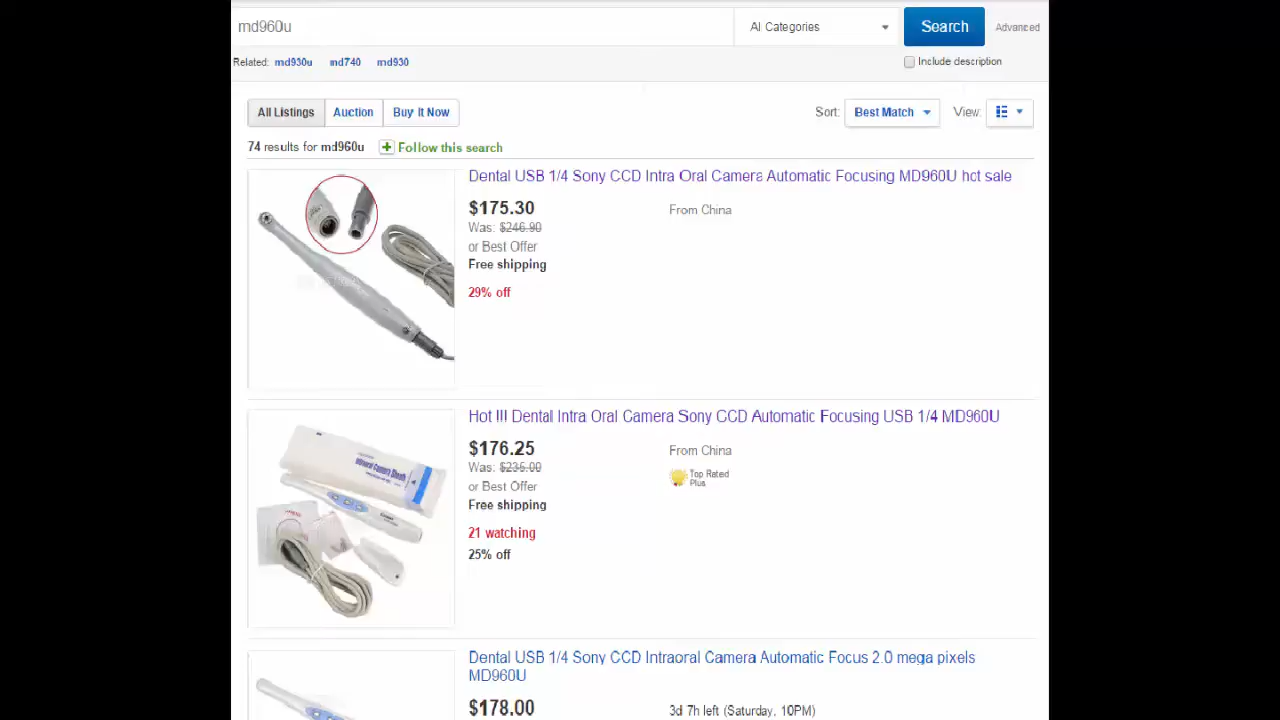 md960u
All Categories
Search
Advanced
Related: md930u md740 md930
Include description
All Listings Auction Buy It Now
Sort: Best Match View:
74 results for md960u Follow this search
Dental USB 1/4 Sony CCD Intra Oral Camera Automatic Focusing MD960U hot sale
$175.30 From China
Was: $246.90
or Best Offer
Free shipping
29% off
Hot !!! Dental Intra Oral Camera Sony CCD Automatic Focusing USB 1/4 MD960U
$176.25 From China
Was: $235.00
Top Rated Plus
or Best Offer
Free shipping
21 watching
25% off
Intraoral Camera Sheath
Dental USB 1/4 Sony CCD Intraoral Camera Automatic Focus 2.0 mega pixels
MD960U
$178.00 3d 7h left (Saturday, 10PM)